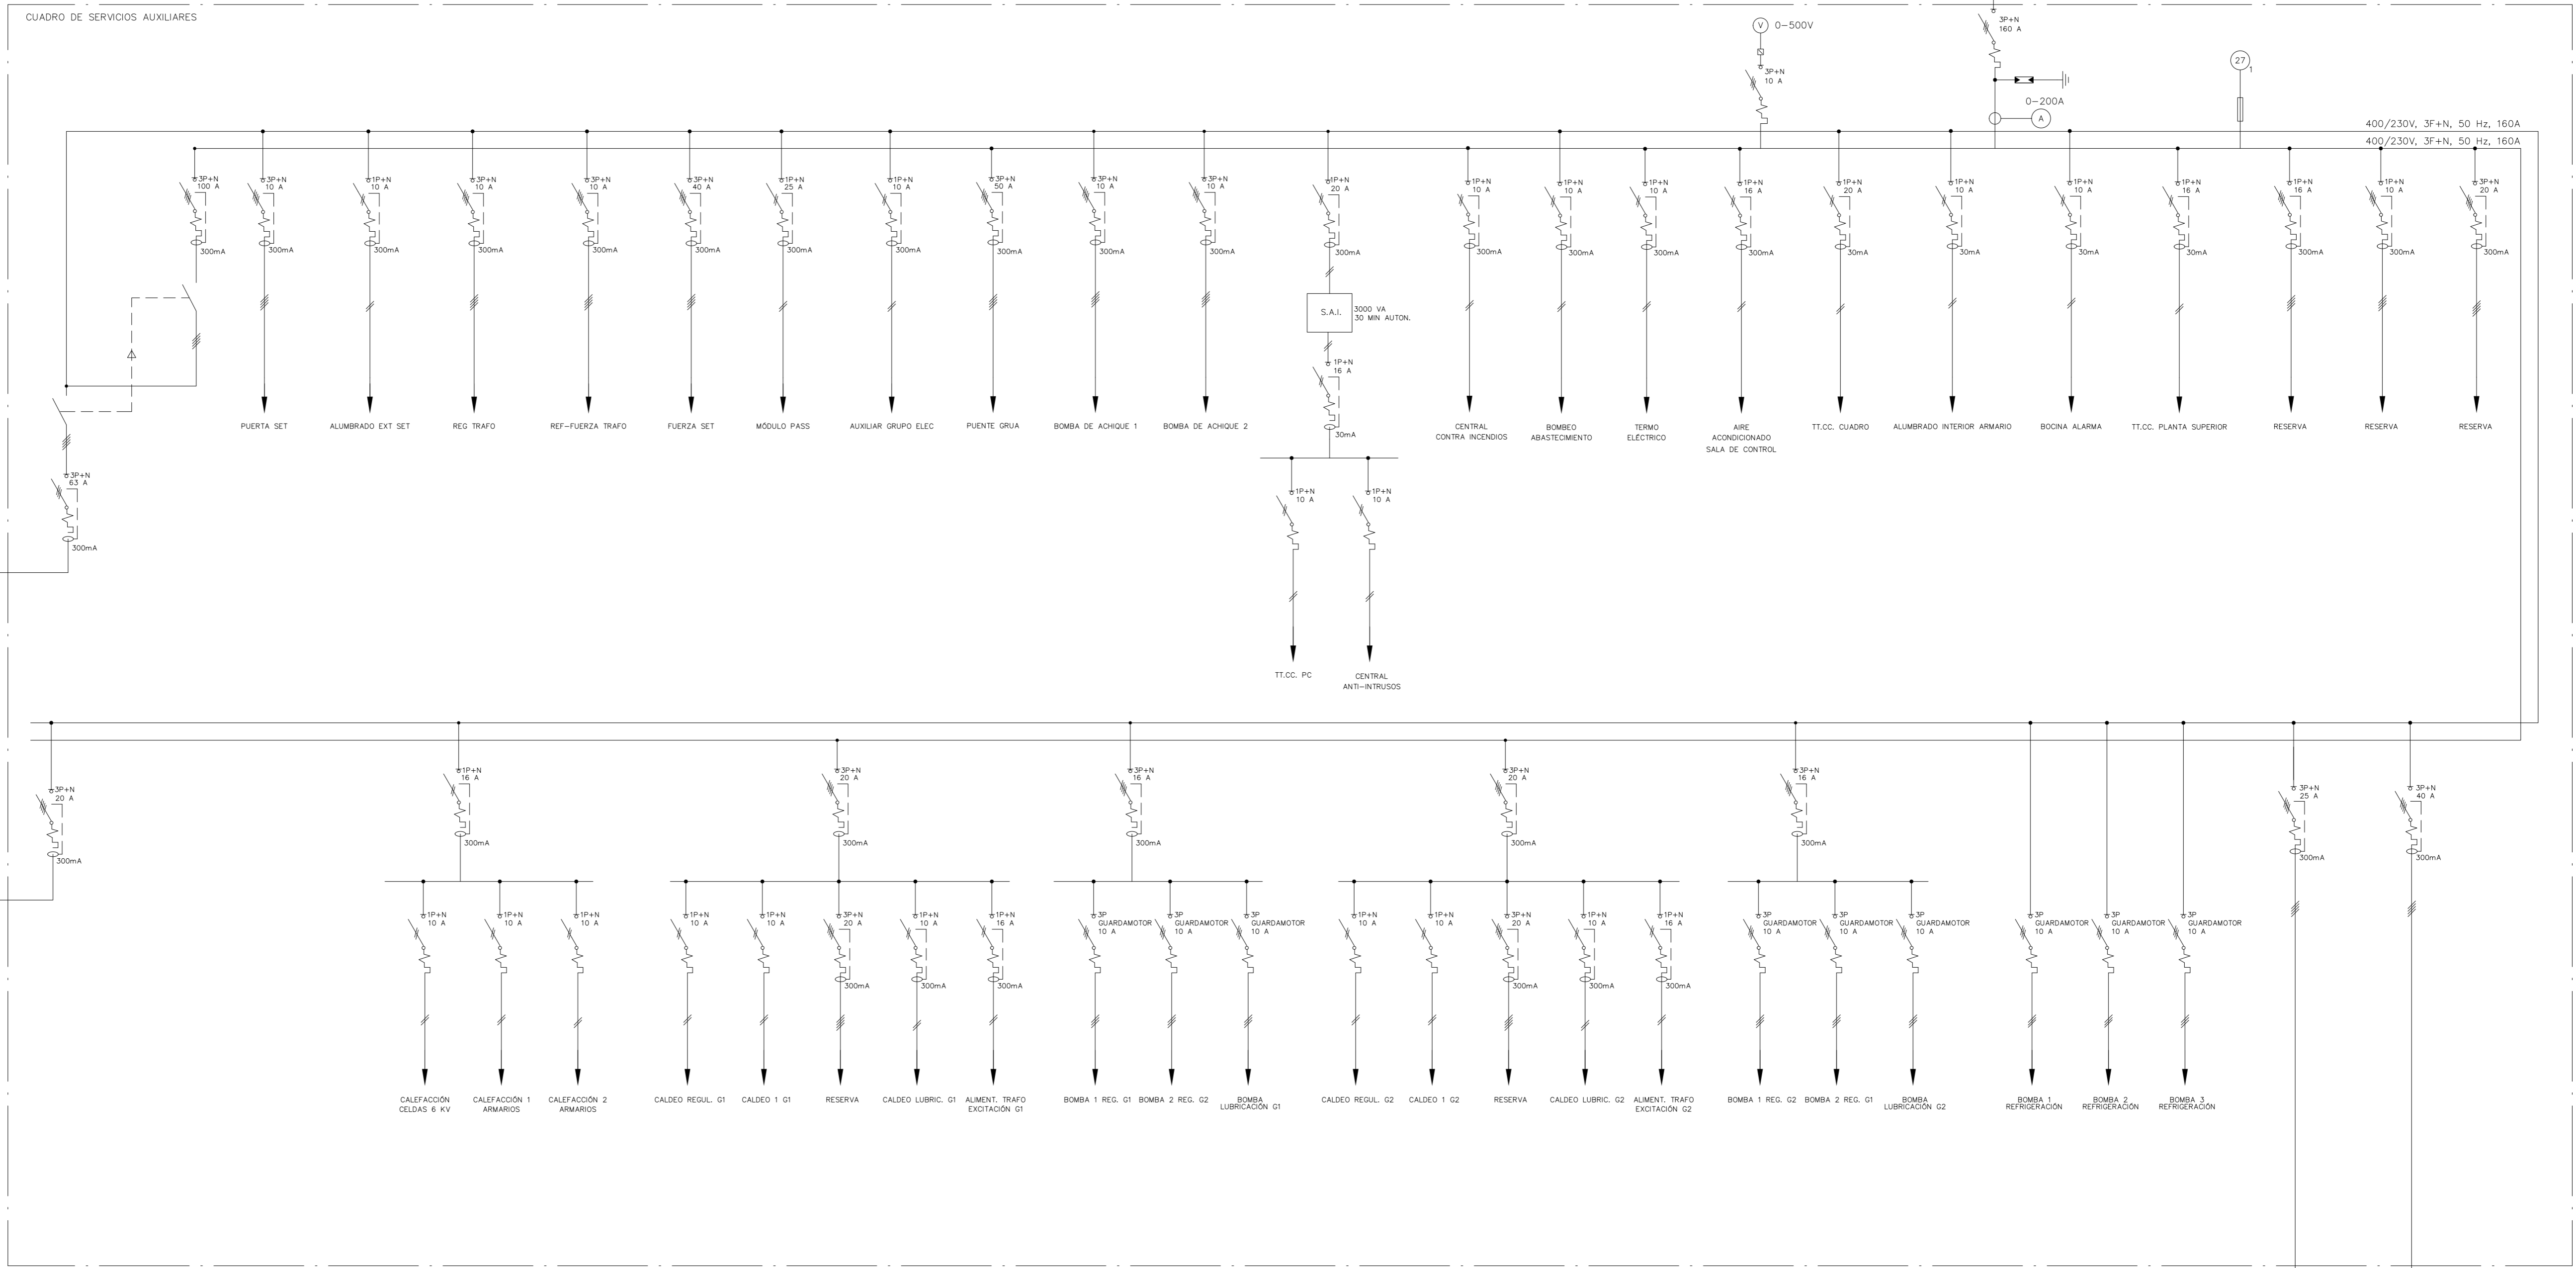 CUADRO DE SERVICIOS AUXILIARES
V 0-500V
3P+N
10 A
3P+N
160 A
0-200A
A
27
1
400/230V, 3F+N, 50 Hz, 160A
400/230V, 3F+N, 50 Hz, 160A
3P+N
100 A
300mA
3P+N
10 A
300mA
PUERTA SET
1P+N
10 A
300mA
ALUMBRADO EXT SET
3P+N
10 A
300mA
REG TRAFO
3P+N
10 A
300mA
REF-FUERZA TRAFO
3P+N
40 A
300mA
FUERZA SET
1P+N
25 A
300mA
MÓDULO PASS
1P+N
10 A
300mA
AUXILIAR GRUPO ELEC
3P+N
50 A
300mA
PUENTE GRUA
3P+N
10 A
300mA
BOMBA DE ACHIQUE 1
3P+N
10 A
300mA
BOMBA DE ACHIQUE 2
1P+N
20 A
300mA
S.A.I.
3000 VA
30 MIN AUTON.
1P+N
16 A
30mA
1P+N
10 A
TT.CC. PC
1P+N
10 A
CENTRAL
ANTI-INTRUSOS
1P+N
10 A
300mA
CENTRAL
CONTRA INCENDIOS
1P+N
10 A
300mA
BOMBEO
ABASTECIMIENTO
1P+N
10 A
300mA
TERMO
ELÉCTRICO
1P+N
16 A
300mA
AIRE
ACONDICIONADO
SALA DE CONTROL
1P+N
20 A
30mA
TT.CC. CUADRO
1P+N
10 A
30mA
ALUMBRADO INTERIOR ARMARIO
1P+N
10 A
30mA
BOCINA ALARMA
1P+N
16 A
30mA
TT.CC. PLANTA SUPERIOR
1P+N
16 A
300mA
RESERVA
1P+N
10 A
300mA
RESERVA
3P+N
20 A
300mA
RESERVA
3P+N
63 A
300mA
3P+N
20 A
300mA
1P+N
16 A
300mA
1P+N
10 A
CALEFACCIÓN
CELDAS 6 KV
1P+N
10 A
CALEFACCIÓN 1
ARMARIOS
1P+N
10 A
CALEFACCIÓN 2
ARMARIOS
3P+N
20 A
300mA
1P+N
10 A
CALDEO REGUL. G1
1P+N
10 A
CALDEO 1 G1
3P+N
20 A
300mA
RESERVA
1P+N
10 A
300mA
CALDEO LUBRIC. G1
1P+N
16 A
300mA
ALIMENT. TRAFO
EXCITACIÓN G1
3P+N
16 A
300mA
3P
GUARDAMOTOR
10 A
BOMBA 1 REG. G1
3P
GUARDAMOTOR
10 A
BOMBA 2 REG. G2
3P
GUARDAMOTOR
10 A
BOMBA
LUBRICACIÓN G1
3P+N
20 A
300mA
1P+N
10 A
CALDEO REGUL. G2
1P+N
10 A
CALDEO 1 G2
3P+N
20 A
300mA
RESERVA
1P+N
10 A
300mA
CALDEO LUBRIC. G2
1P+N
16 A
300mA
ALIMENT. TRAFO
EXCITACIÓN G2
3P+N
16 A
300mA
3P
GUARDAMOTOR
10 A
BOMBA 1 REG. G2
3P
GUARDAMOTOR
10 A
BOMBA 2 REG. G1
3P
GUARDAMOTOR
10 A
BOMBA
LUBRICACIÓN G2
3P
GUARDAMOTOR
10 A
BOMBA 1
REFRIGERACIÓN
3P
GUARDAMOTOR
10 A
BOMBA 2
REFRIGERACIÓN
3P
GUARDAMOTOR
10 A
BOMBA 3
REFRIGERACIÓN
3P+N
25 A
300mA
3P+N
40 A
300mA